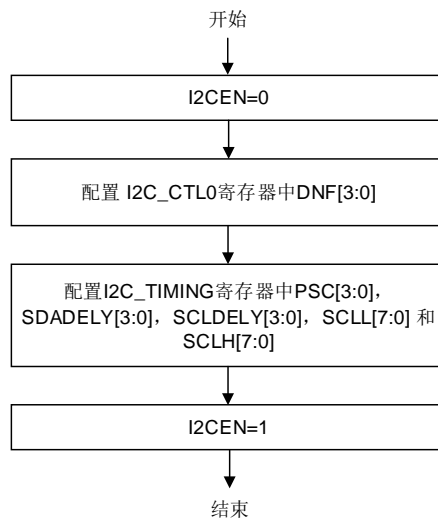 开始
I2CEN=0
配置 I2C_CTL0寄存器中DNF[3:0]
配置I2C_TIMING寄存器中PSC[3:0]，
SDADELY[3:0]，SCLDELY[3:0]，SCLL[7:0] 和
SCLH[7:0]
I2CEN=1
结束